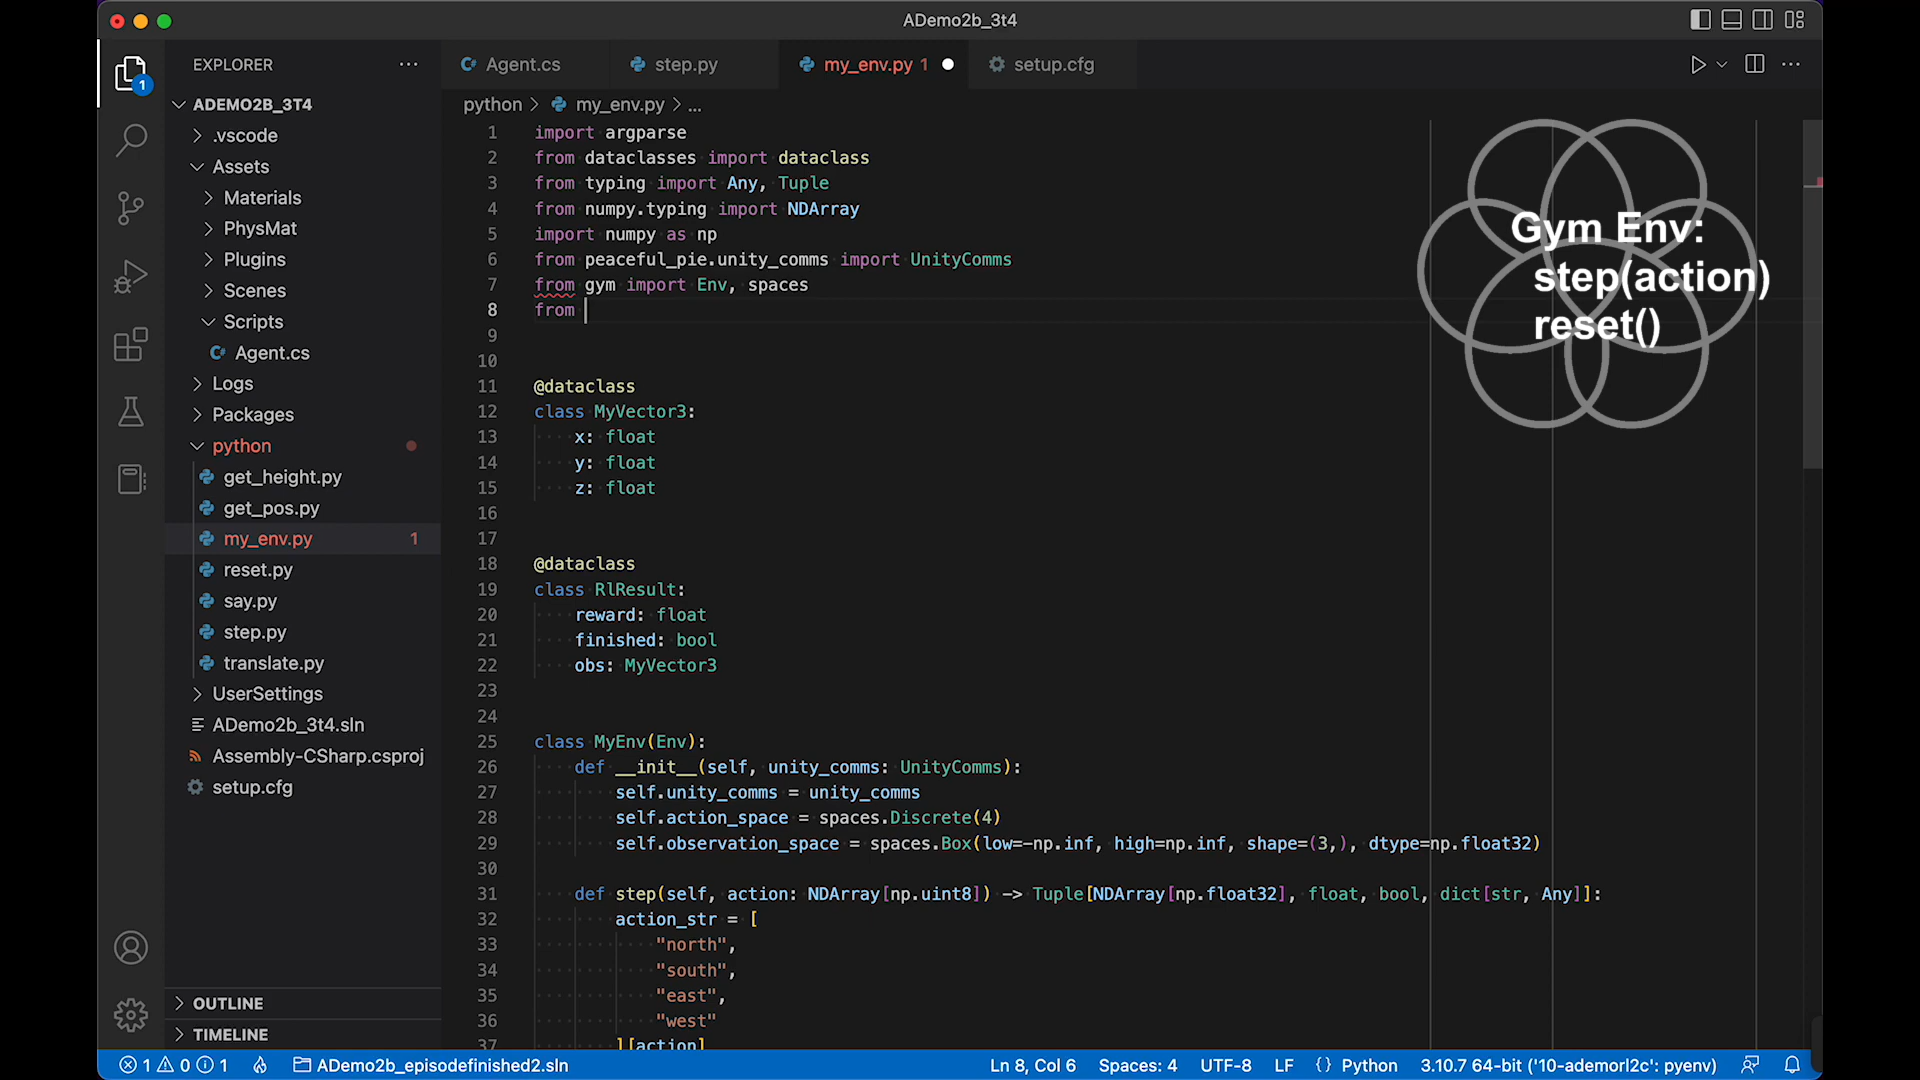 ADemo2b_3t4
EXPLORER
ADEMO2B_3T4
.vscode
Assets
Materials
PhysMat
Plugins
Scenes
Scripts
Agent.cs
Logs
Packages
python
get_height.py
get_pos.py
my_env.py 1
reset.py
say.py
step.py
translate.py
UserSettings
ADemo2b_3t4.sln
Assembly-CSharp.csproj
setup.cfg
OUTLINE
TIMELINE
1
Agent.cs step.py my_env.py 1 setup.cfg
python > my_env.py > ...
1 import argparse
2 from dataclasses import dataclass
3 from typing import Any, Tuple
4 from numpy.typing import NDArray
5 import numpy as np
6 from peaceful_pie.unity_comms import UnityComms
7 from gym import Env, spaces
8 from
9
10
11 @dataclass
12 class MyVector3:
13 x: float
14 y: float
15 z: float
16
17
18 @dataclass
19 class RlResult:
20 reward: float
21 finished: bool
22 obs: MyVector3
23
24
25 class MyEnv(Env):
26 def __init__(self, unity_comms: UnityComms):
27 self.unity_comms = unity_comms
28 self.action_space = spaces.Discrete(4)
29 self.observation_space = spaces.Box(low=-np.inf, high=np.inf, shape=(3,), dtype=np.float32)
30
31 def step(self, action: NDArray[np.uint8]) -> Tuple[NDArray[np.float32], float, bool, dict[str, Any]]:
32 action_str = [
33 "north",
34 "south",
35 "east",
36 "west"
37 ][action]
Gym Env:
step(action)
reset()
1 0 1 ADemo2b_episodefinished2.sln Ln 8, Col 6 Spaces: 4 UTF-8 LF {} Python 3.10.7 64-bit ('10-ademorl2c': pyenv)